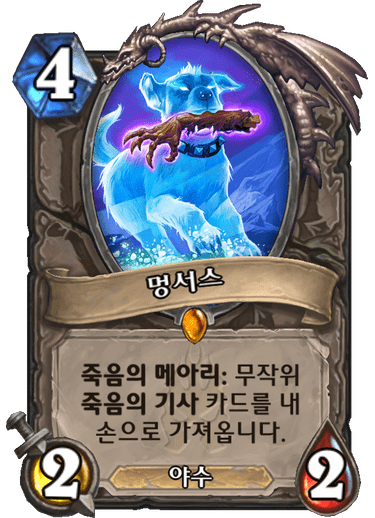 4
멍서스
죽음의 메아리: 무작위
죽음의 기사 카드를 내
손으로 가져옵니다.
2
야수
2